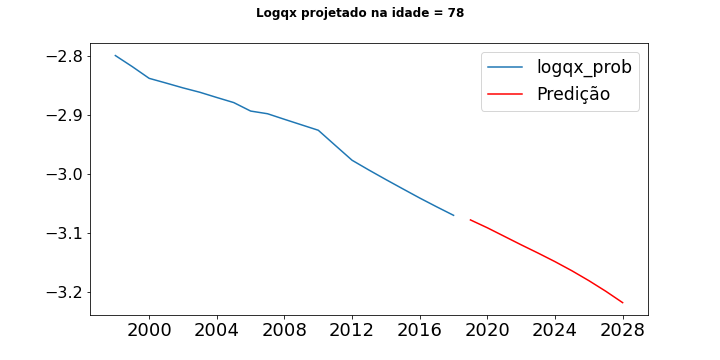 Logqx projetado na idade = 78
−2.8
−2.9
−3.0
−3.1
−3.2
logqx_prob
Predição
2000 2004 2008 2012 2016 2020 2024 2028